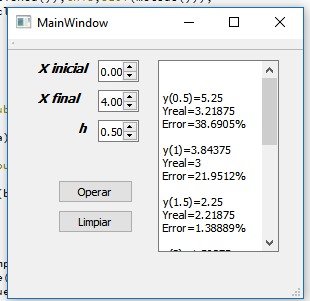 MainWindow
X inicial 0.00
X final 4.00
h 0.50
Operar
Limpiar
y(0.5)=5.25
Yreal=3.21875
Error=38.6905%
y(1)=3.84375
Yreal=3
Error=21.9512%
y(1.5)=2.25
Yreal=2.21875
Error=1.38889%